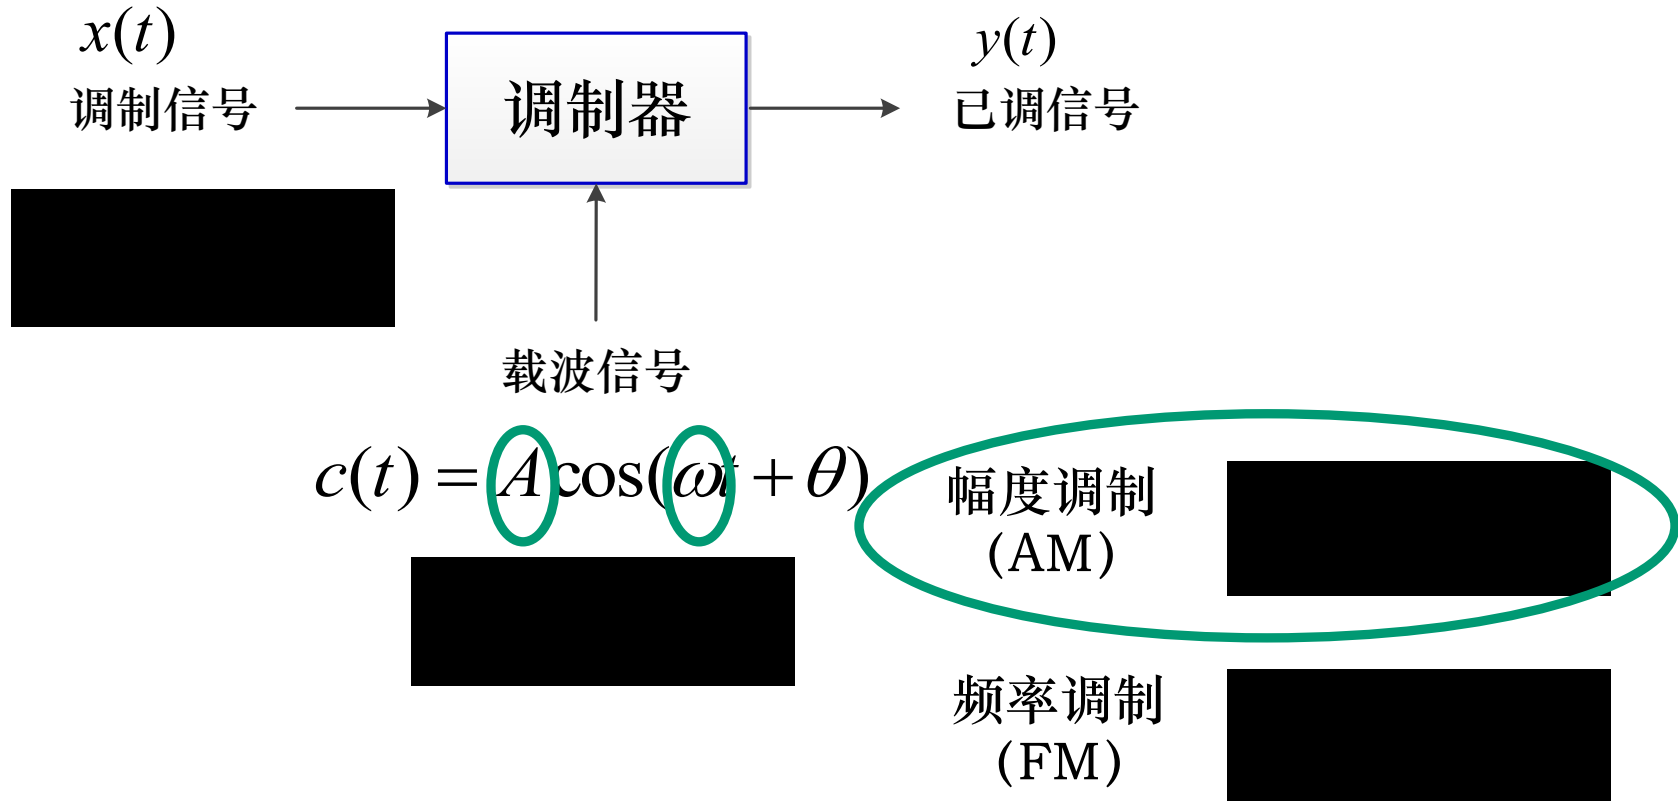 x(t)
调制信号
调制器
y(t)
已调信号
载波信号
c(t) = A cos(ωt + θ)
幅度调制
(AM)
频率调制
(FM)